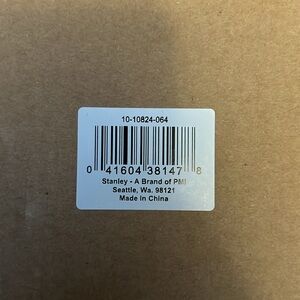 10-10824-064
0 41604 38147 8
Stanley - A Brand of PMI
Seattle, Wa. 98121
Made In China